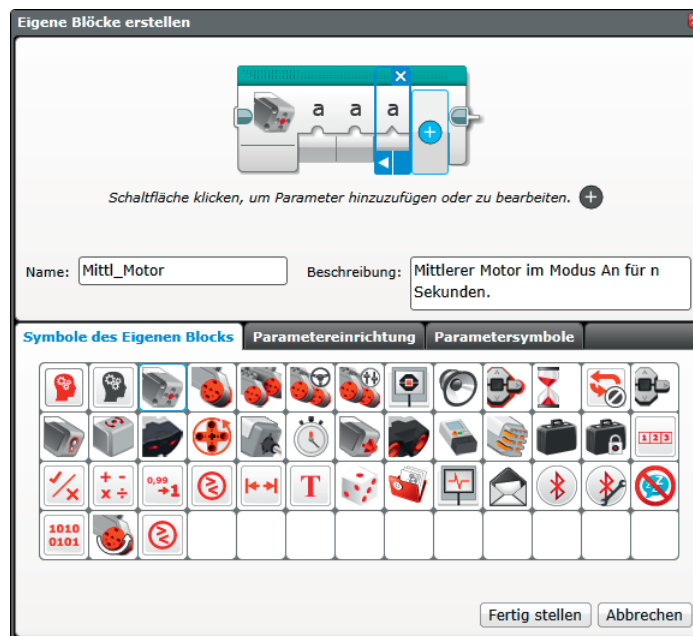 Eigene Blöcke erstellen
a a a
Schaltfläche klicken, um Parameter hinzuzufügen oder zu bearbeiten.
Name: Mittl_Motor Beschreibung: Mittlerer Motor im Modus An für n
Sekunden.
Symbole des Eigenen Blocks Parametereinrichtung Parametersymbole
1 2 3
0,99
→1
T
1010
0101
Fertig stellen Abbrechen